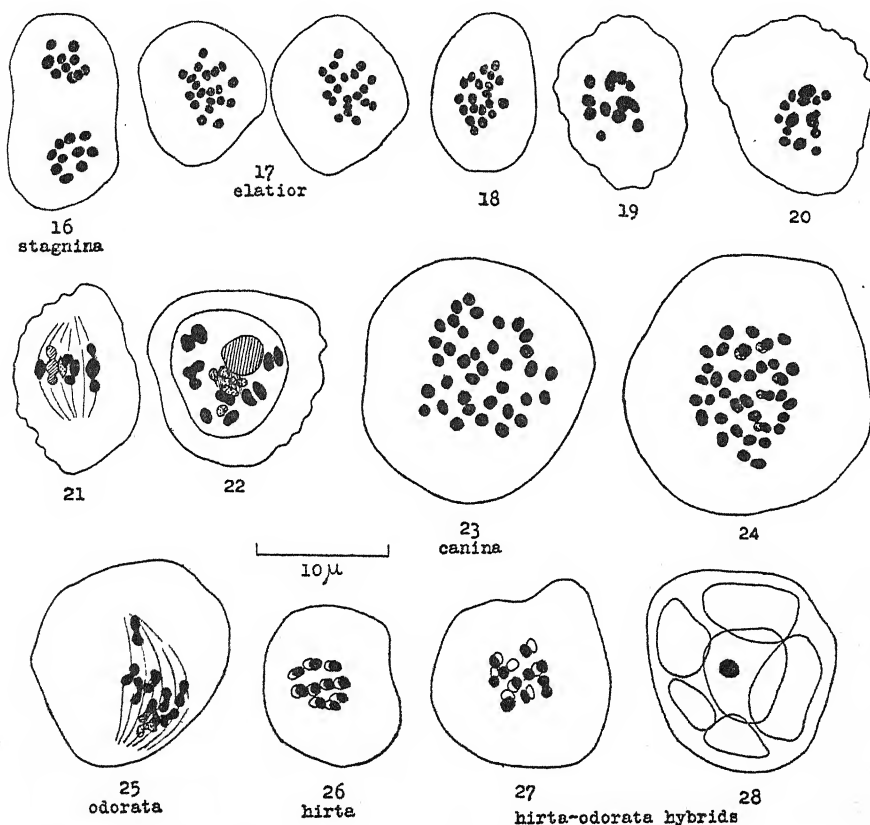 16
stagnina
17
elatior
18
19
20
21
22
23
canina
24
10 μ
25
odorata
26
hirta
27
28
hirta-odorata hybrids